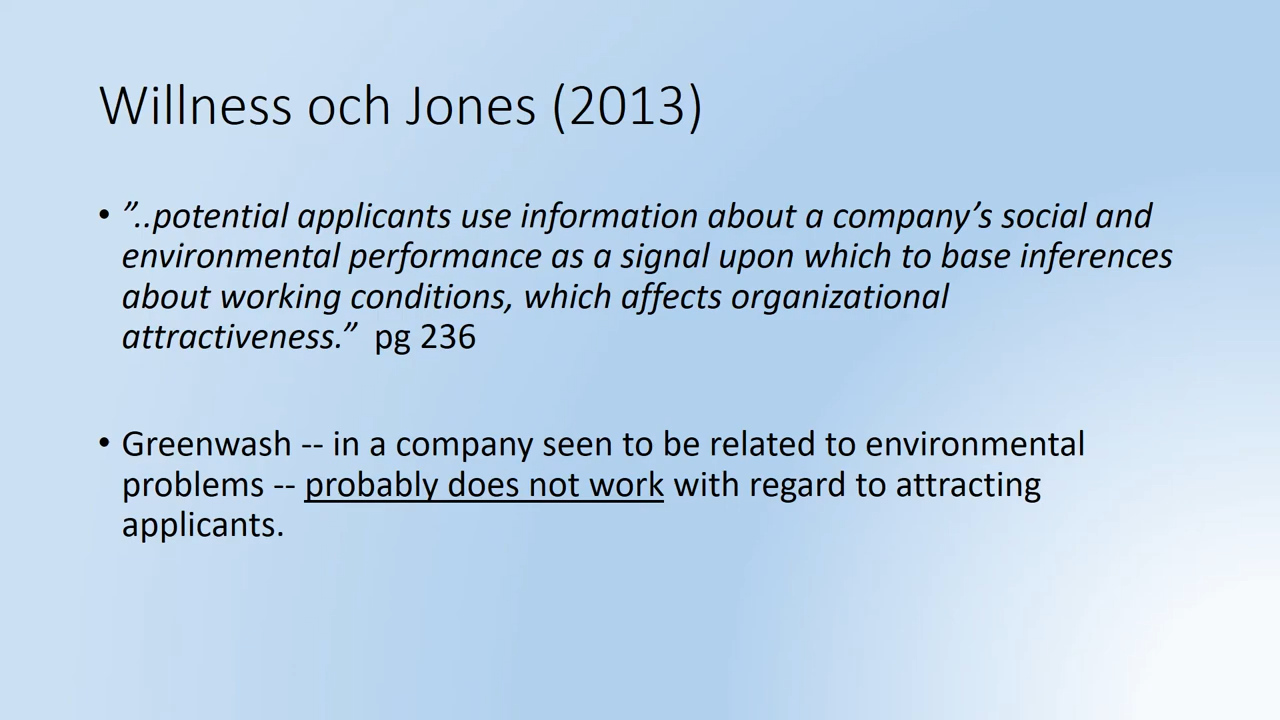 Willness och Jones (2013)
• ”..potential applicants use information about a company’s social and
environmental performance as a signal upon which to base inferences
about working conditions, which affects organizational
attractiveness.” pg 236
• Greenwash -- in a company seen to be related to environmental
problems -- probably does not work with regard to attracting
applicants.